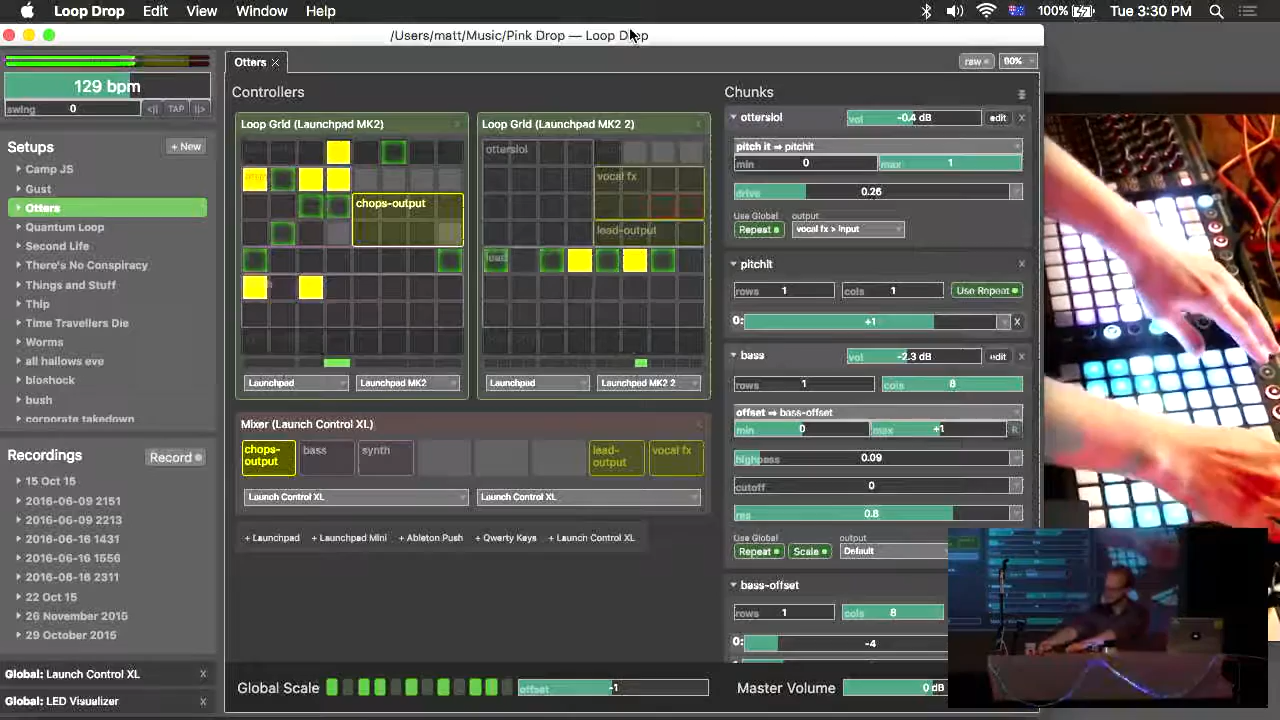 Loop Drop Edit View Window Help 100% Tue 3:30 PM
/Users/matt/Music/Pink Drop — Loop Drop
129 bpm
swing 0 TAP
Setups + New
Camp JS
Gust
Otters
Quantum Loop
Second Life
There's No Conspiracy
Things and Stuff
Thip
Time Travellers Die
Worms
all hallows eve
bioshock
bush
corporate takedown
Recordings Record
15 Oct 15
2016-06-09 2151
2016-06-09 2213
2016-06-16 1431
2016-06-16 1556
2016-06-16 2311
22 Oct 15
26 November 2015
29 October 2015
Global: Launch Control XL X
Global: LED Visualizer X
Otters raw 90%
Controllers
Loop Grid (Launchpad MK2)
chops-output
Launchpad Launchpad MK2
Loop Grid (Launchpad MK2 2)
otterslol
vocal fx
lead-output
lead
Launchpad Launchpad MK2 2
Mixer (Launch Control XL)
chops-output bass synth lead-output vocal fx
Launch Control XL Launch Control XL
+ Launchpad + Launchpad Mini + Ableton Push + Qwerty Keys + Launch Control XL
Chunks
otterslol vol -0.4 dB edit X
pitch it ⇒ pitchit
min 0 max 1
drive 0.26
Use Global output
Repeat vocal fx > input
pitchit X
rows 1 cols 1 Use Repeat
0: +1 X
bass vol -2.3 dB edit X
rows 1 cols 8
offset ⇒ bass-offset
min 0 max +1 R
highpass 0.09
cutoff 0
res 0.8
Use Global output
Repeat Scale Default
bass-offset
rows 1 cols 8
0: -4
Global Scale offset -1 Master Volume 0 dB